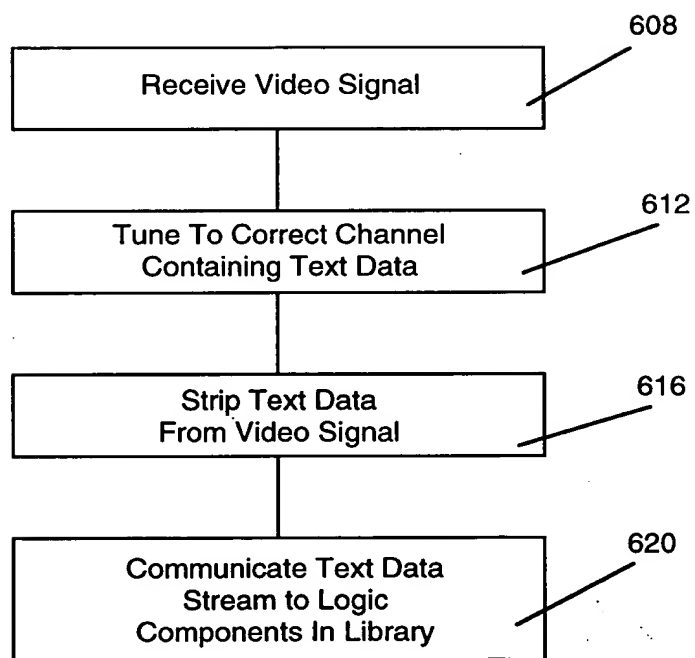 608
Receive Video Signal
612
Tune To Correct Channel
Containing Text Data
616
Strip Text Data
From Video Signal
620
Communicate Text Data
Stream to Logic
Components In Library